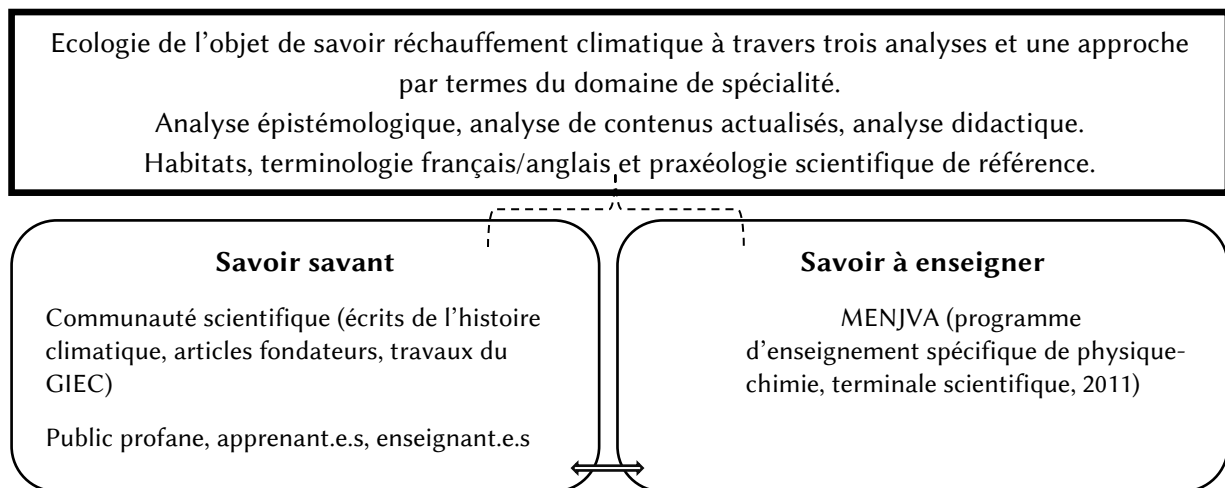 Ecologie de l’objet de savoir réchauffement climatique à travers trois analyses et une approche
par termes du domaine de spécialité.
Analyse épistémologique, analyse de contenus actualisés, analyse didactique.
Habitats, terminologie français/anglais et praxéologie scientifique de référence.
Savoir savant
Communauté scientifique (écrits de l’histoire
climatique, articles fondateurs, travaux du
GIEC)
Public profane, apprenant.e.s, enseignant.e.s
Savoir à enseigner
MENJVA (programme
d’enseignement spécifique de physique-
chimie, terminale scientifique, 2011)